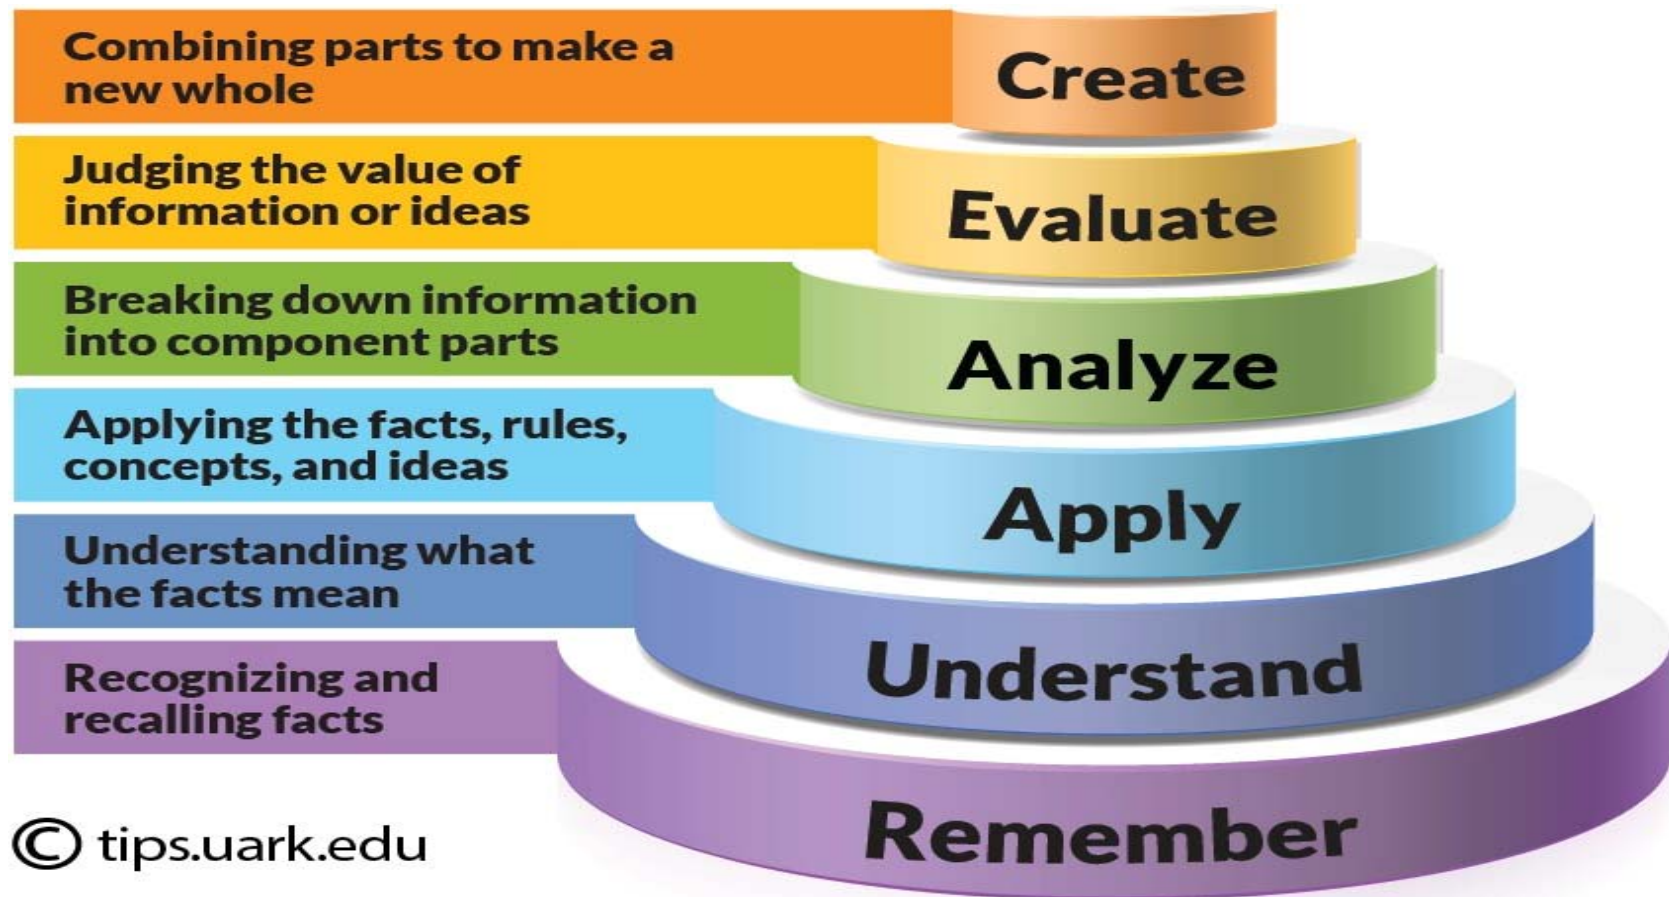 Combining parts to make a
new whole
Create
Judging the value of
information or ideas
Evaluate
Breaking down information
into component parts
Analyze
Applying the facts, rules,
concepts, and ideas
Apply
Understanding what
the facts mean
Understand
Recognizing and
recalling facts
Remember
© tips.uark.edu